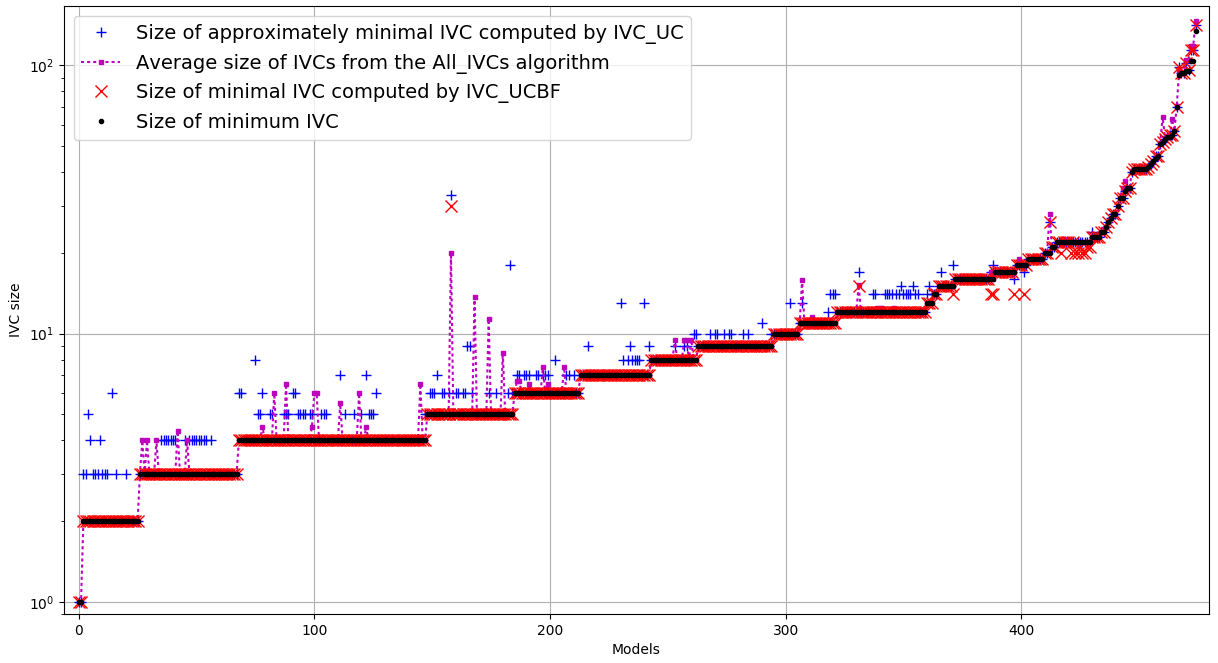 Size of approximately minimal IVC computed by IVC_UC
Average size of IVCs from the All_IVCs algorithm
Size of minimal IVC computed by IVC_UCBF
Size of minimum IVC
IVC size
10²
10¹
10⁰
0 100 200 300 400
Models